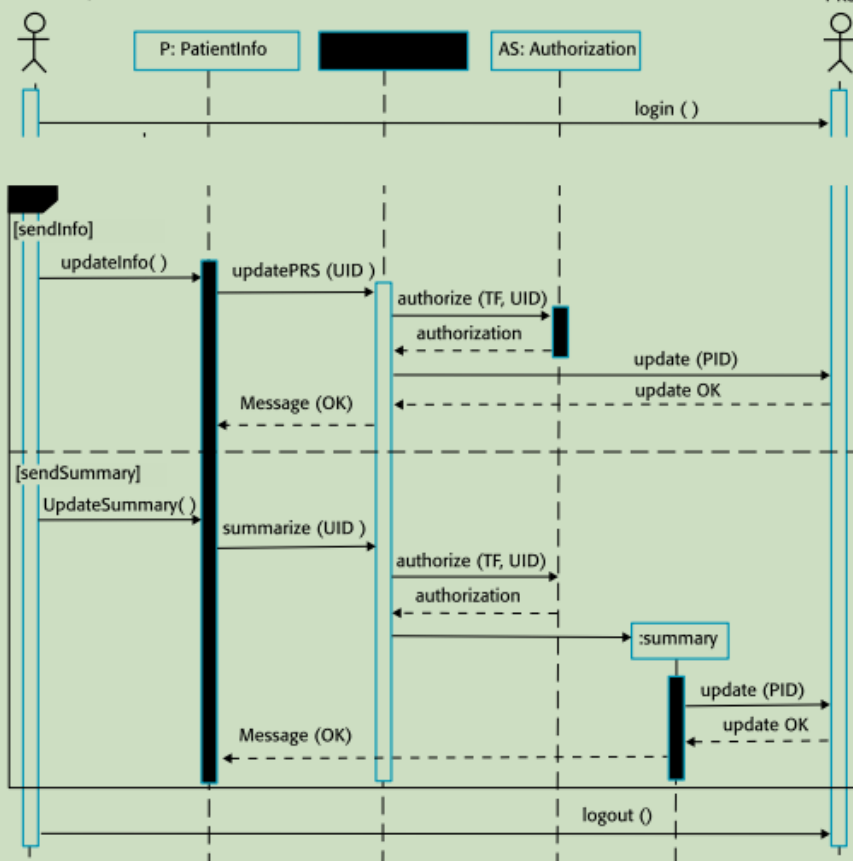 P: PatientInfo
AS: Authorization
login ( )
[sendInfo]
updateInfo( )
updatePRS (UID )
authorize (TF, UID)
authorization
update (PID)
update OK
Message (OK)
[sendSummary]
UpdateSummary( )
summarize (UID )
authorize (TF, UID)
authorization
:summary
update (PID)
update OK
Message (OK)
logout ()